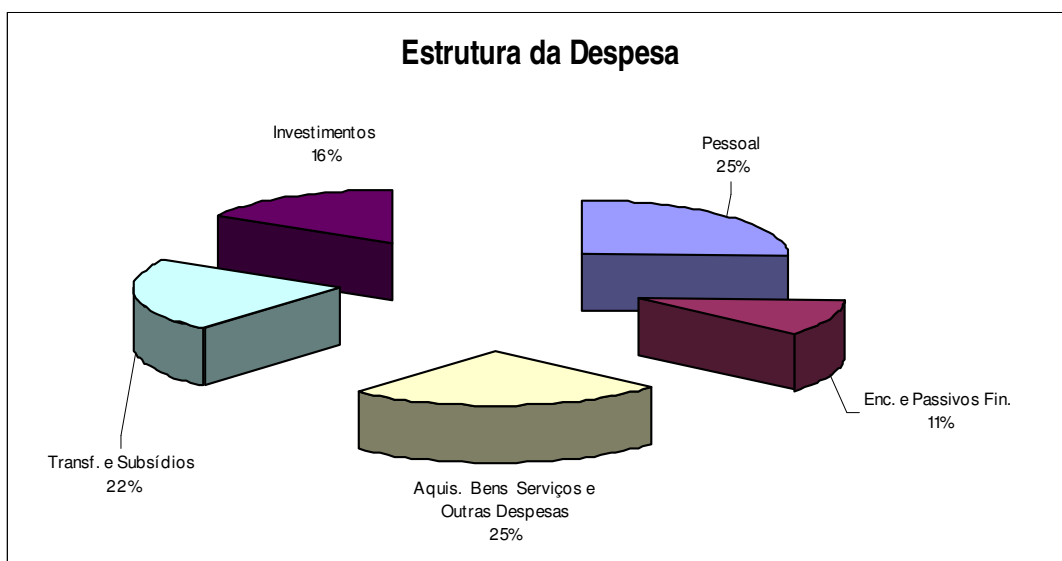 Estrutura da Despesa
Investimentos
16%
Pessoal
25%
Enc. e Passivos Fin.
11%
Transf. e Subsídios
22%
Aquis. Bens Serviços e
Outras Despesas
25%